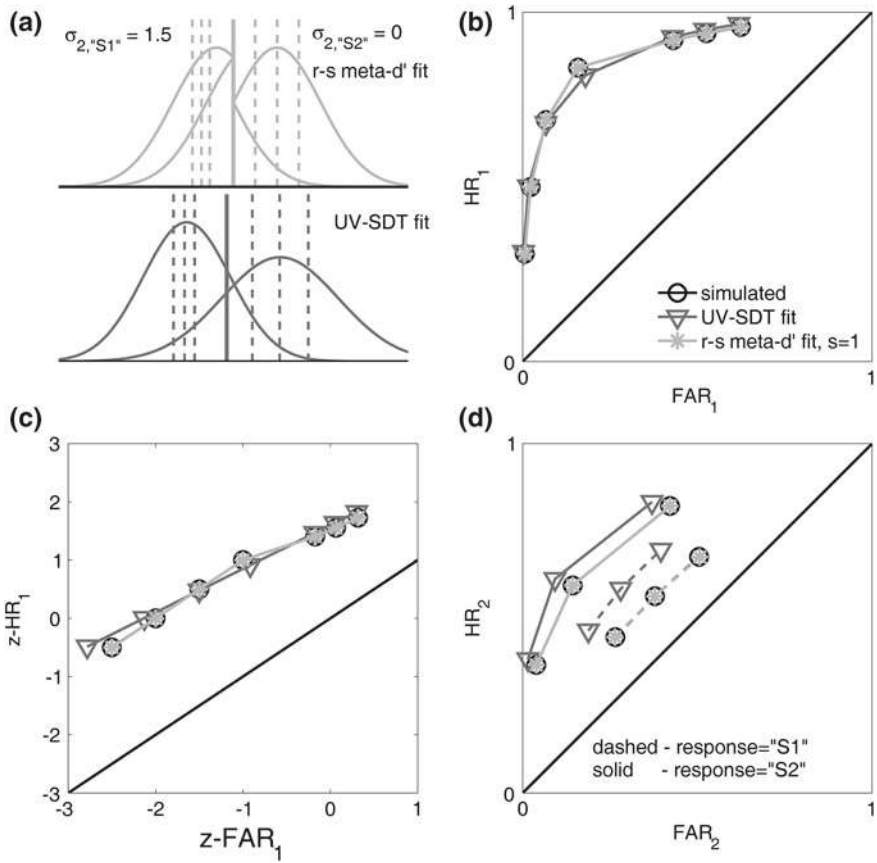 (a)
σ2,"S1" = 1.5
σ2,"S2" = 0
r-s meta-d' fit
UV-SDT fit
(b)
1
HR1
0
0
FAR1
1
simulated
UV-SDT fit
r-s meta-d' fit, s=1
(c)
3
2
1
0
-1
-2
-3
z-HR1
-3
-2
-1
0
1
z-FAR1
(d)
1
HR2
0
0
FAR2
1
dashed - response="S1"
solid - response="S2"